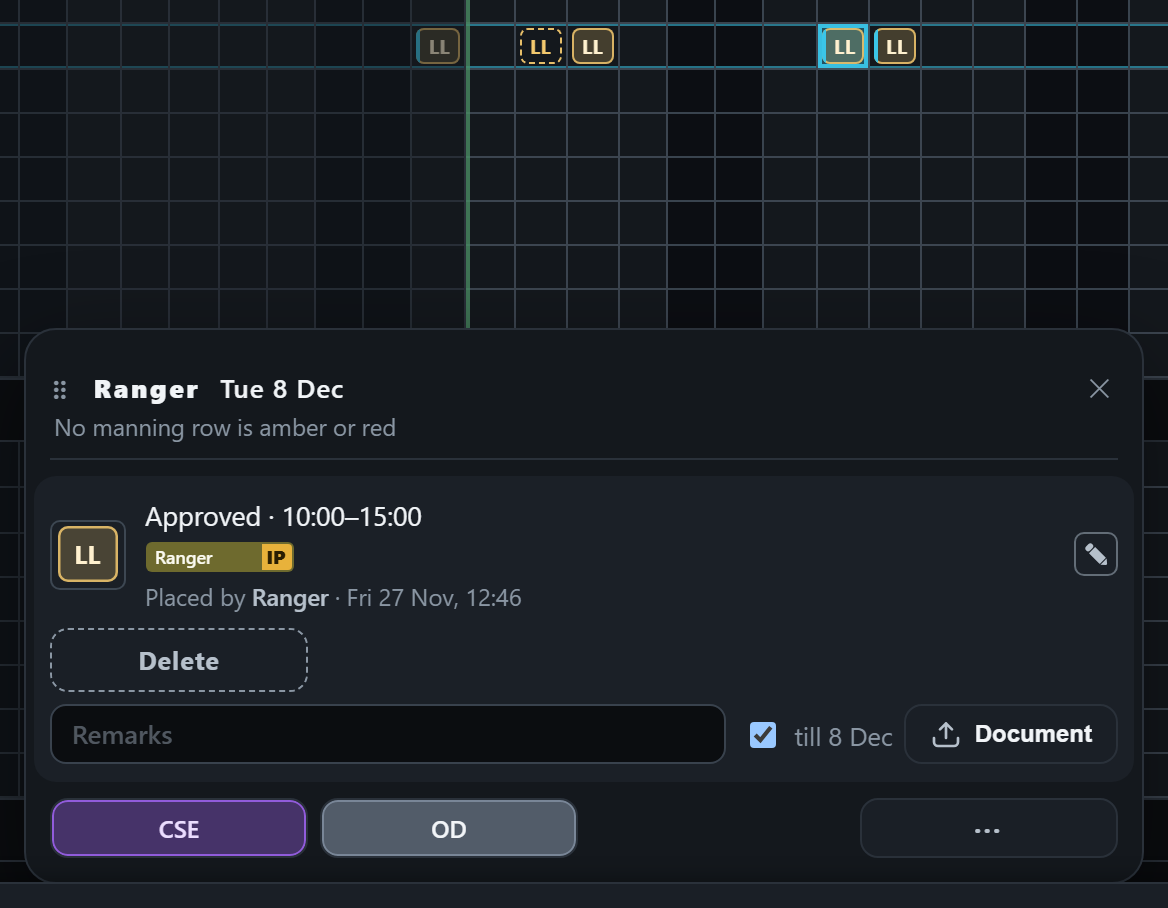 LL LL LL LL LL
Ranger Tue 8 Dec
No manning row is amber or red
LL
Approved · 10:00–15:00
Ranger IP
Placed by Ranger · Fri 27 Nov, 12:46
Delete
Remarks
till 8 Dec
Document
CSE
OD
...